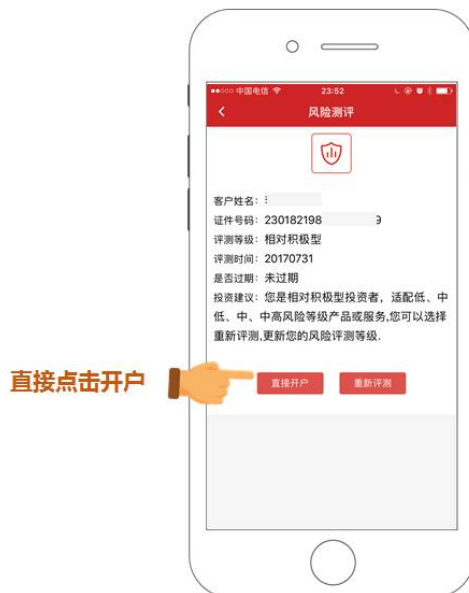 中国电信 23:52
风险测评
客户姓名：
证件号码：230182198 9
评测等级：相对积极型
评测时间：20170731
是否过期：未过期
投资建议：您是相对积极型投资者，适配低、中
低、中、中高风险等级产品或服务,您可以选择
重新评测,更新您的风险评测等级.
直接点击开户
直接开户 重新评测